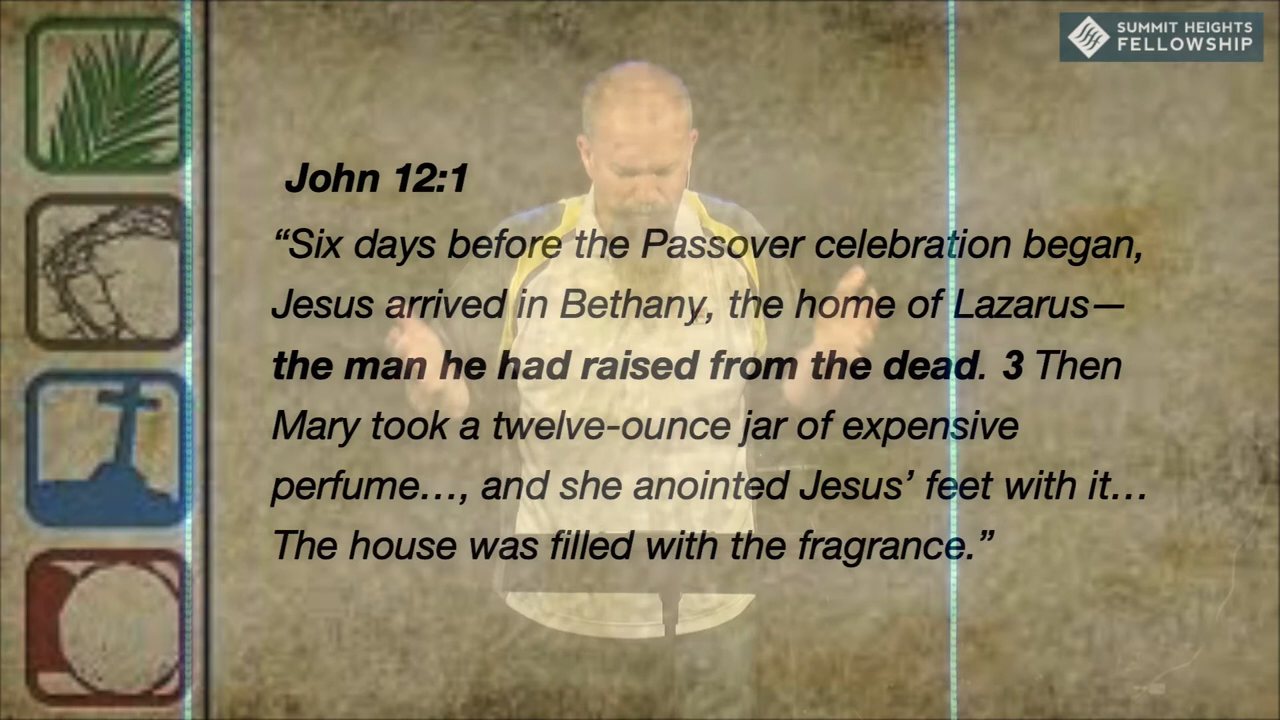 SUMMIT HEIGHTS
FELLOWSHIP
John 12:1
“Six days before the Passover celebration began,
Jesus arrived in Bethany, the home of Lazarus—
the man he had raised from the dead. 3 Then
Mary took a twelve-ounce jar of expensive
perfume…, and she anointed Jesus’ feet with it…
The house was filled with the fragrance.”